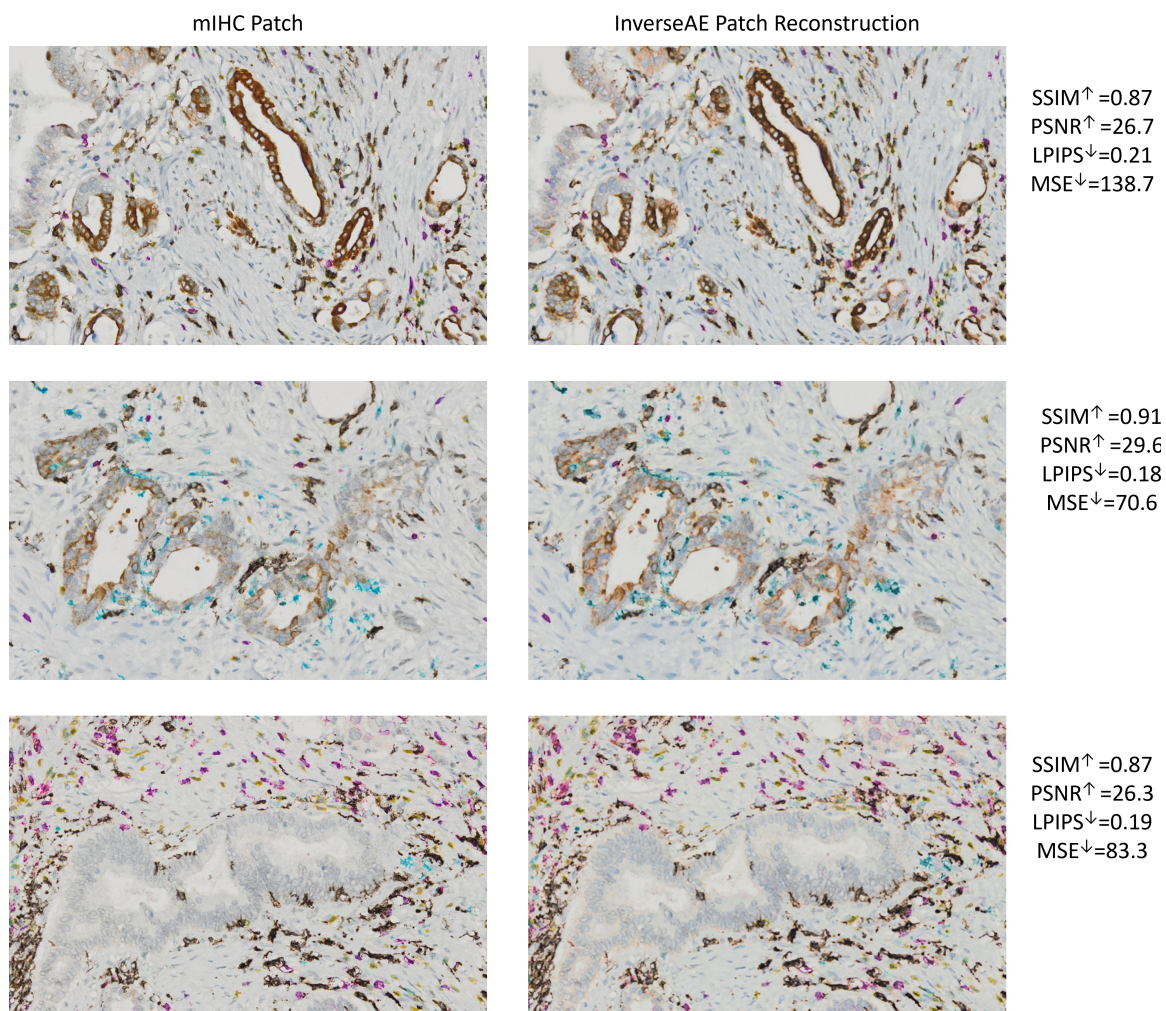 mIHC Patch
InverseAE Patch Reconstruction
SSIM↑ =0.87
PSNR↑ =26.7
LPIPS↓=0.21
MSE↓=138.7
SSIM↑ =0.91
PSNR↑ =29.6
LPIPS↓=0.18
MSE↓=70.6
SSIM↑ =0.87
PSNR↑ =26.3
LPIPS↓=0.19
MSE↓=83.3